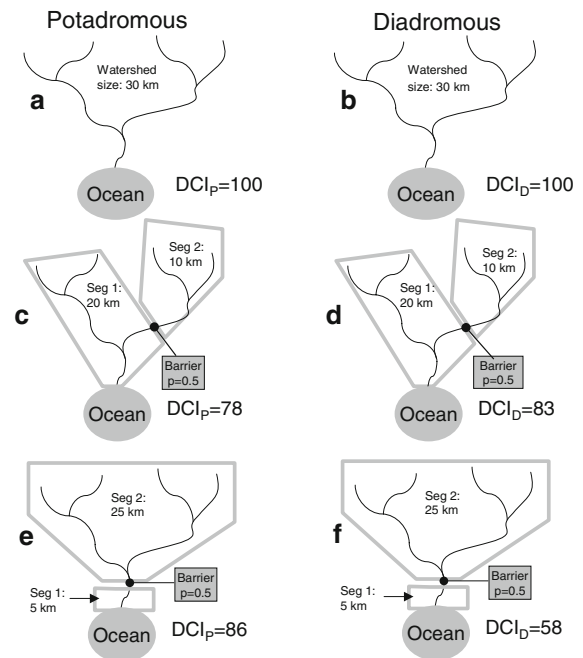 Potadromous
Diadromous
Watershed
size: 30 km
Watershed
size: 30 km
a
b
Ocean
DCIP=100
Ocean
DCID=100
Seg 2:
10 km
Seg 2:
10 km
Seg 1:
20 km
Seg 1:
20 km
c
d
Barrier
p=0.5
Barrier
p=0.5
Ocean
DCIP=78
Ocean
DCID=83
Seg 2:
25 km
Seg 2:
25 km
e
f
Barrier
p=0.5
Barrier
p=0.5
Seg 1:
5 km
Seg 1:
5 km
Ocean
DCIP=86
Ocean
DCID=58